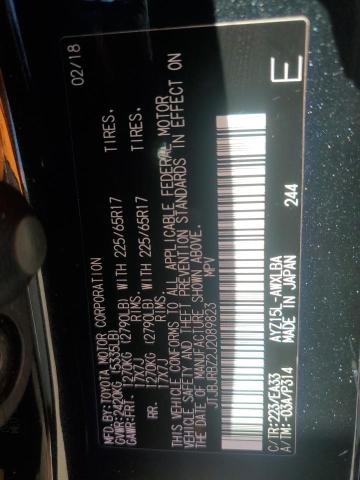 02/18
MFD.BY:TOYOTA MOTOR CORPORATION
GVWR:2420KG (5335LB)
GAWR:FRT. 1270KG (2790LB) WITH 225/65R17 TIRES,
17X7J RIMS.
RR. 1270KG (2790LB) WITH 225/65R17 TIRES,
17X7J RIMS.
THIS VEHICLE CONFORMS TO ALL APPLICABLE FEDERAL MOTOR
VEHICLE SAFETY AND THEFT PREVENTION STANDARDS IN EFFECT ON
THE DATE OF MANUFACTURE SHOWN ABOVE.
JTJBJRBZ2J2089823 MPV
E
C/TR:223/EA33 AYZ15L-AWXLBA
A/TM:-03A/P314 MADE IN JAPAN 244